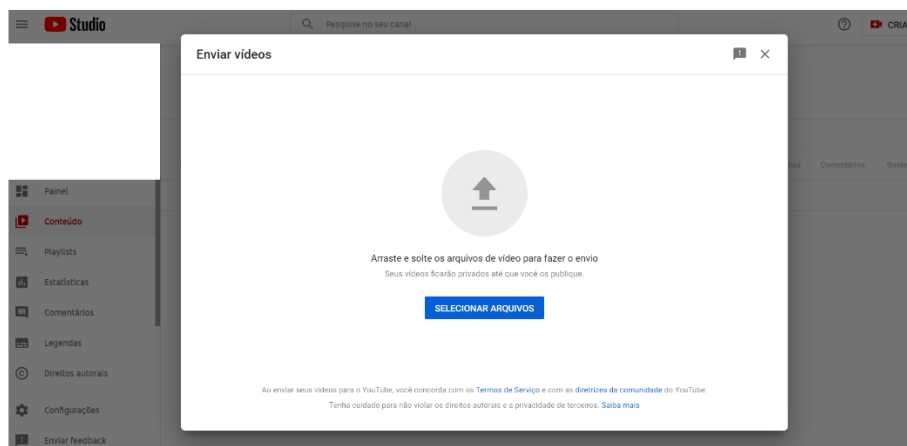 Studio
Pesquise no seu canal
CRIA
Enviar vídeos
Comentários
Painel
Conteúdo
Playlists
Estatísticas
Comentários
Legendas
Direitos autorais
Configurações
Enviar feedback
Arraste e solte os arquivos de vídeo para fazer o envio
Seus vídeos ficarão privados até que você os publique.
SELECIONAR ARQUIVOS
Ao enviar seus vídeos para o YouTube, você concorda com os Termos de Serviço e com as diretrizes da comunidade do YouTube.
Tenha cuidado para não violar os direitos autorais e a privacidade de terceiros. Saiba mais